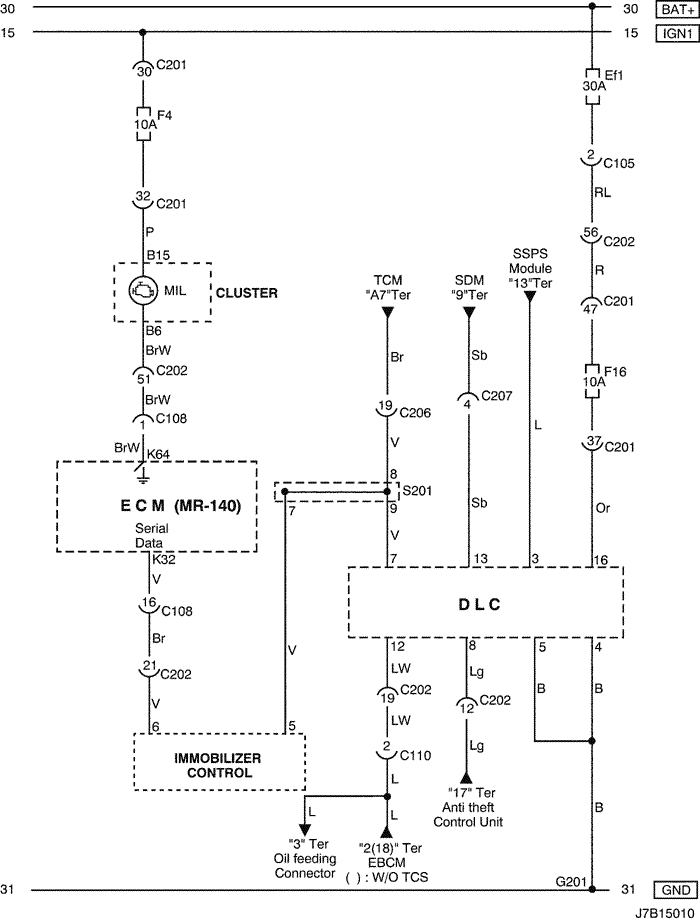 30
30
BAT+
15
15
IGN1
30
C201
F4
10A
Ef1
30A
2
C105
RL
32
C201
P
B15
MIL
CLUSTER
B6
BrW
51
C202
BrW
1
C108
BrW
K64
56
C202
R
47
C201
F16
10A
37
C201
Or
TCM
"A7"Ter
Br
19
C206
V
8
S201
9
7
V
7
SDM
"9"Ter
Sb
4
C207
Sb
13
SSPS
Module
"13"Ter
L
3
16
E C M (MR-140)
Serial
Data
K32
V
16
C108
Br
21
C202
V
6
V
5
IMMOBILIZER
CONTROL
D L C
12
8
5
4
LW
19
C202
LW
2
C110
L
L
L
"3" Ter
Oil feeding
Connector
"2(18)" Ter
EBCM
( ) : W/O TCS
Lg
12
C202
Lg
"17" Ter
Anti theft
Control Unit
B
B
B
G201
31
31
GND
J7B15010